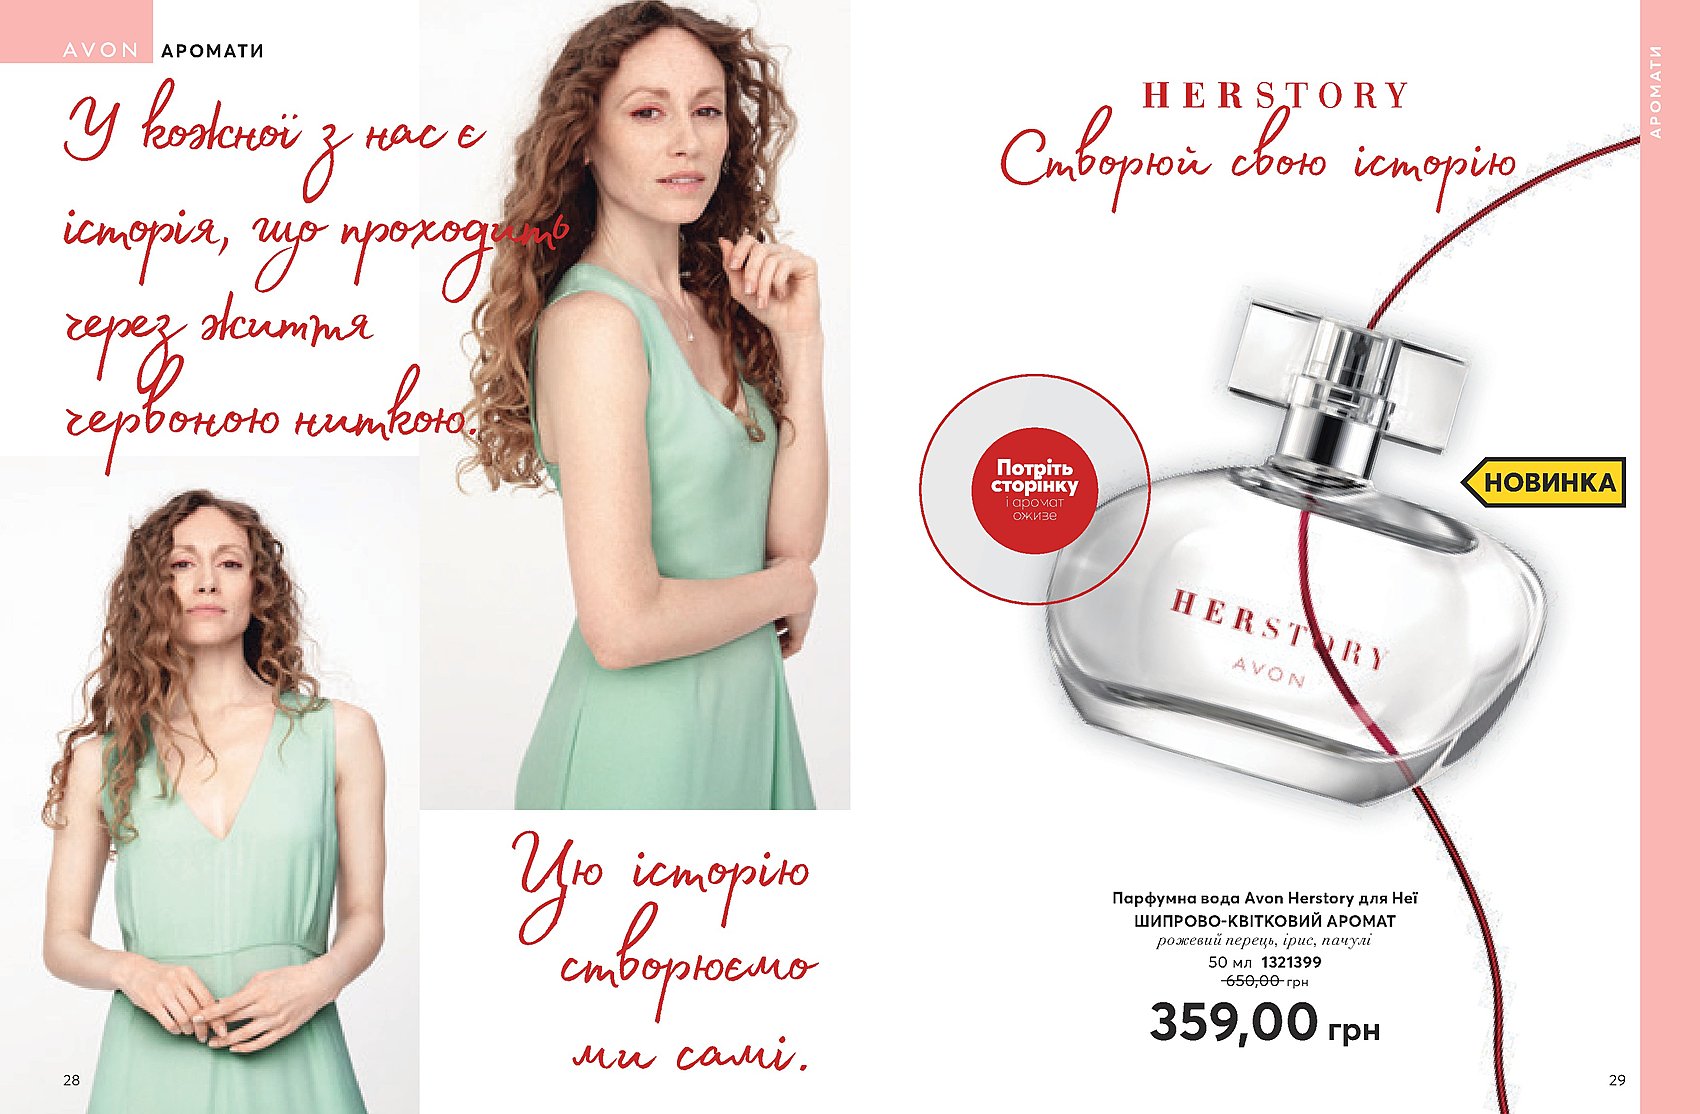 AVON АРОМАТИ
У кожної з нас є
історія, що проходить
через життя
червоною ниткою.
Цю історію
створюємо
ми самі.
28
HERSTORY
Створюй свою історію
АРОМАТИ
Потріть
сторінку
і аромат
оживе
НОВИНКА
HERSTORY
AVON
Парфумна вода Avon Herstory для Неї
ШИПРОВО-КВІТКОВИЙ АРОМАТ
рожевий перець, ірис, пачулі
50 мл 1321399
650,00 грн
359,00 грн
29